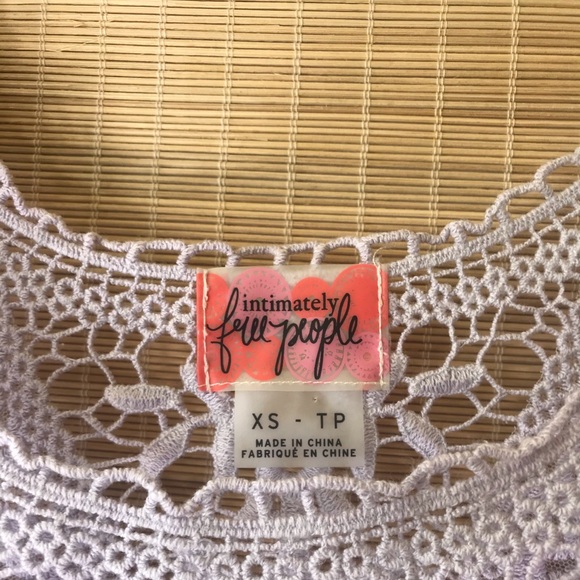 intimately
free people
XS - TP
MADE IN CHINA
FABRIQUÉ EN CHINE